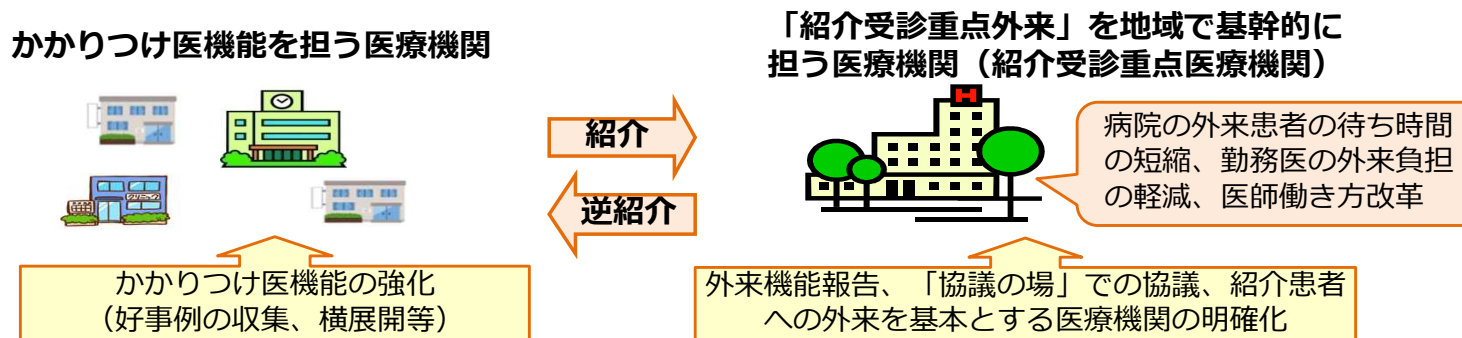 かかりつけ医機能を担う医療機関
「紹介受診重点外来」を地域で基幹的に
担う医療機関（紹介受診重点医療機関）
H
紹介
逆紹介
病院の外来患者の待ち時間
の短縮、勤務医の外来負担
の軽減、医師働き方改革
クリニック
かかりつけ医機能の強化
（好事例の収集、横展開等）
外来機能報告、「協議の場」での協議、紹介患者
への外来を基本とする医療機関の明確化